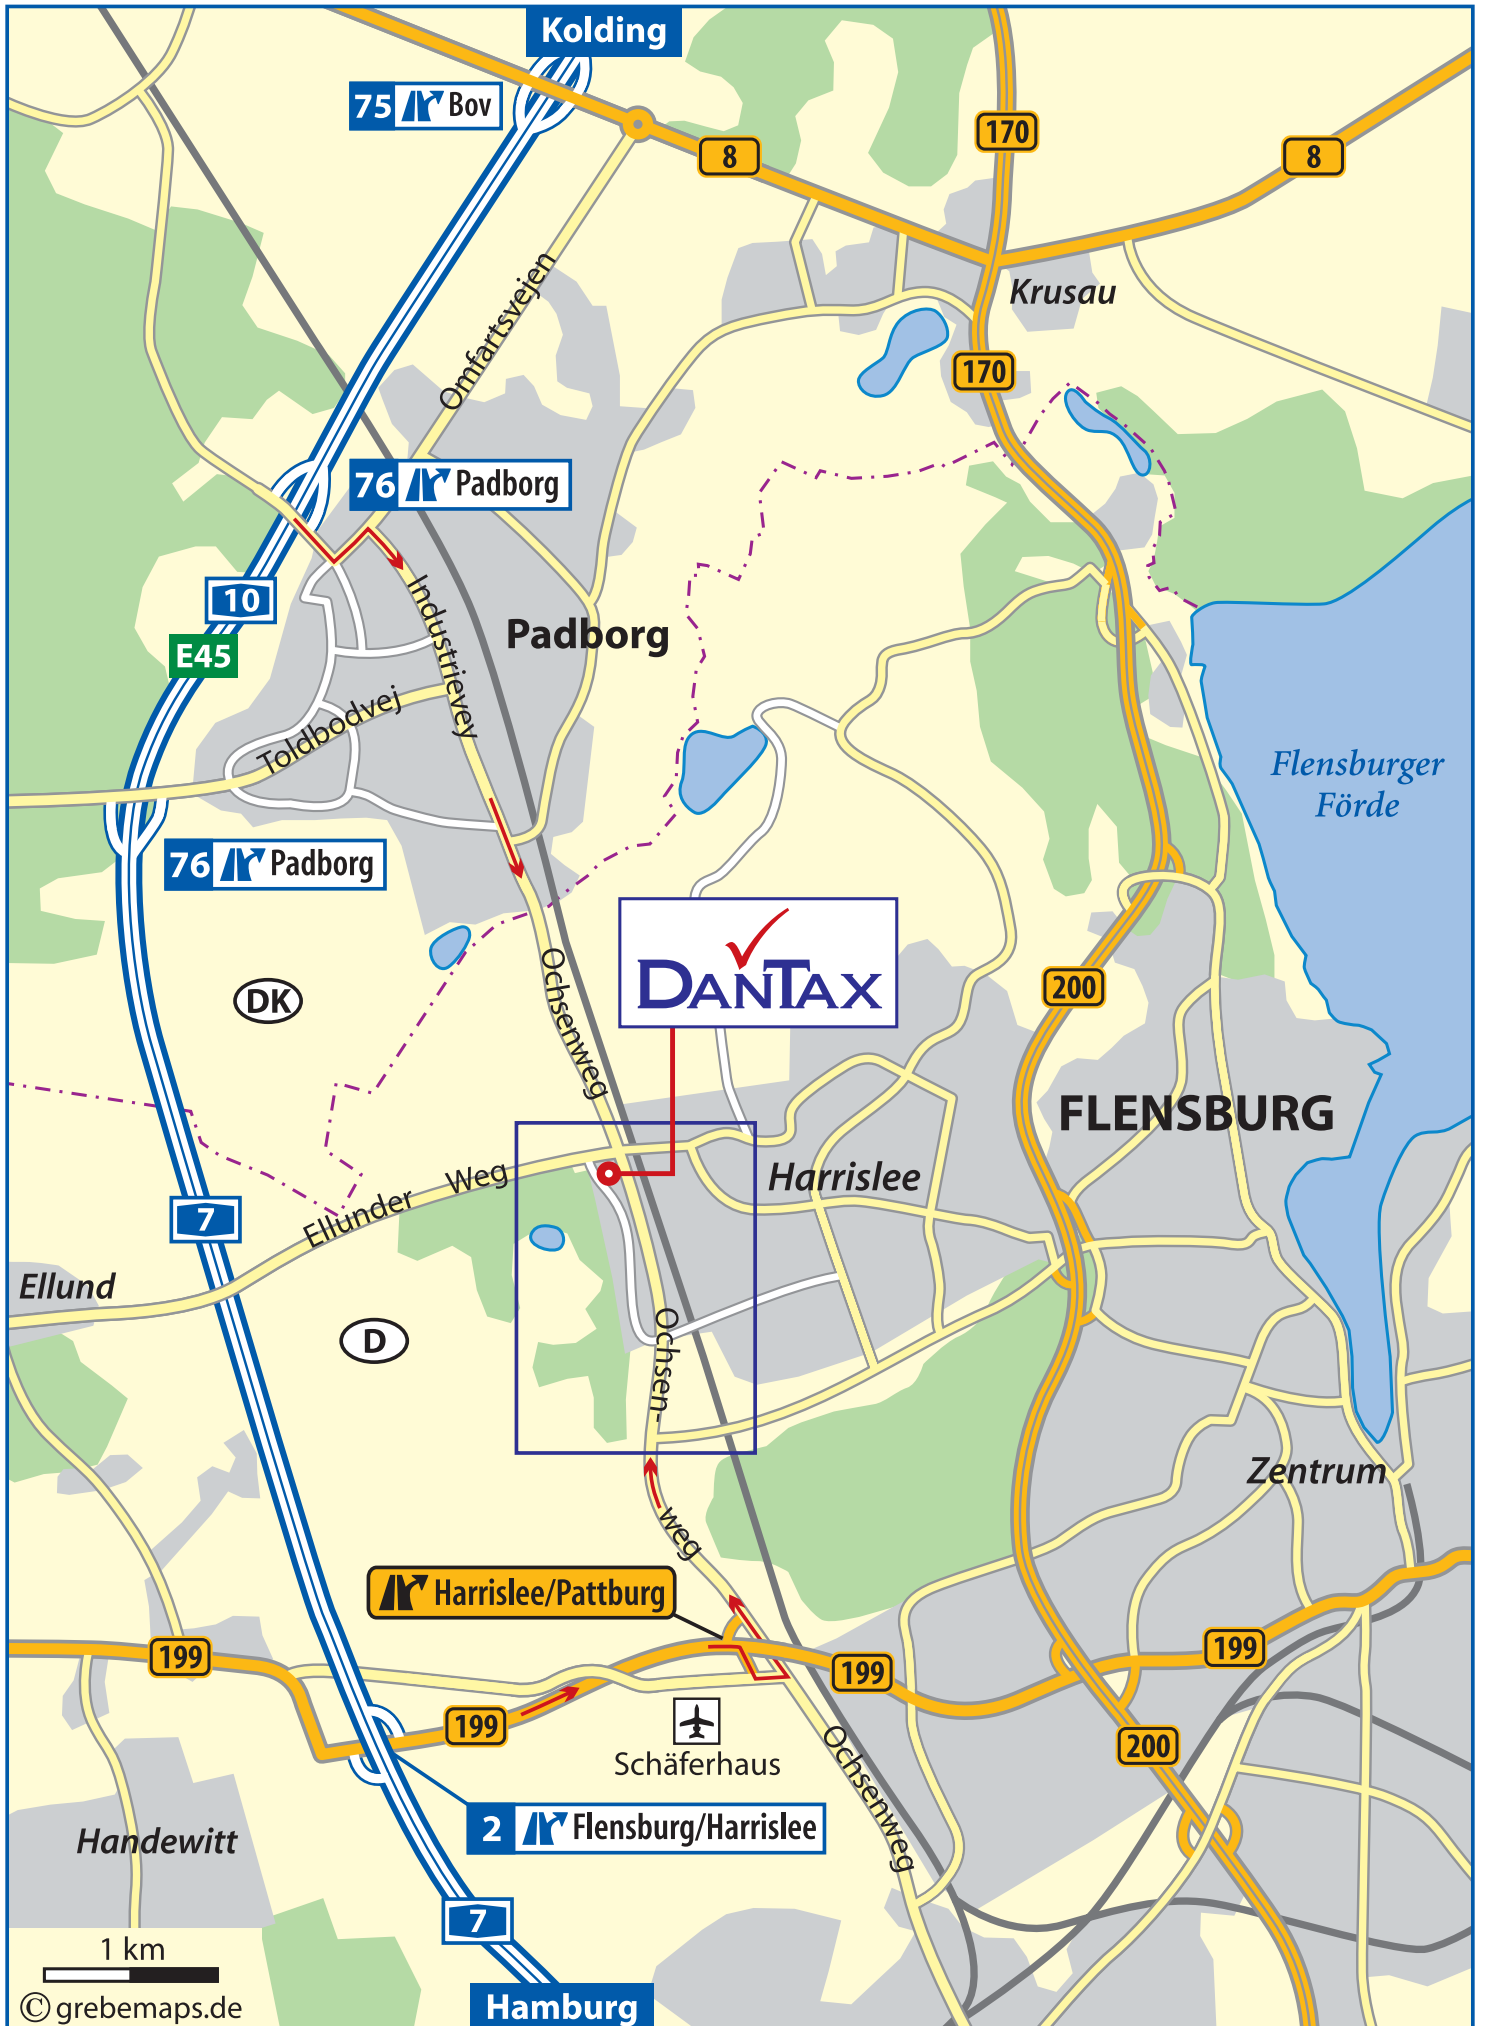 Kolding
75 Bov
8
170
8
Omfartsvejen
Krusau
170
76 Padborg
10
E45
Industrievey
Padborg
Toldbodvej
Flensburger
Förde
76 Padborg
DANTAX
DK
Ochsenweg
200
FLENSBURG
Harrislee
Ellunder Weg
7
Ellund
D
Ochsen-
weg
Zentrum
Harrislee/Pattburg
199
199
199
199
Schäferhaus
Ochsenweg
200
2 Flensburg/Harrislee
Handewitt
7
1 km
Hamburg
© grebemaps.de